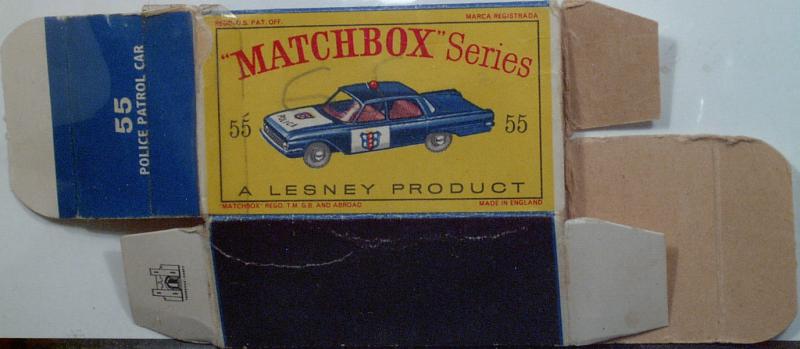 REGD. U.S. PAT. OFF.
MARCA REGISTRADA
"MATCHBOX" Series
55
POLICE PATROL CAR
POLICE
55
55
A LESNEY PRODUCT
"MATCHBOX" REGD. T.M. G.B. AND ABROAD
MADE IN ENGLAND